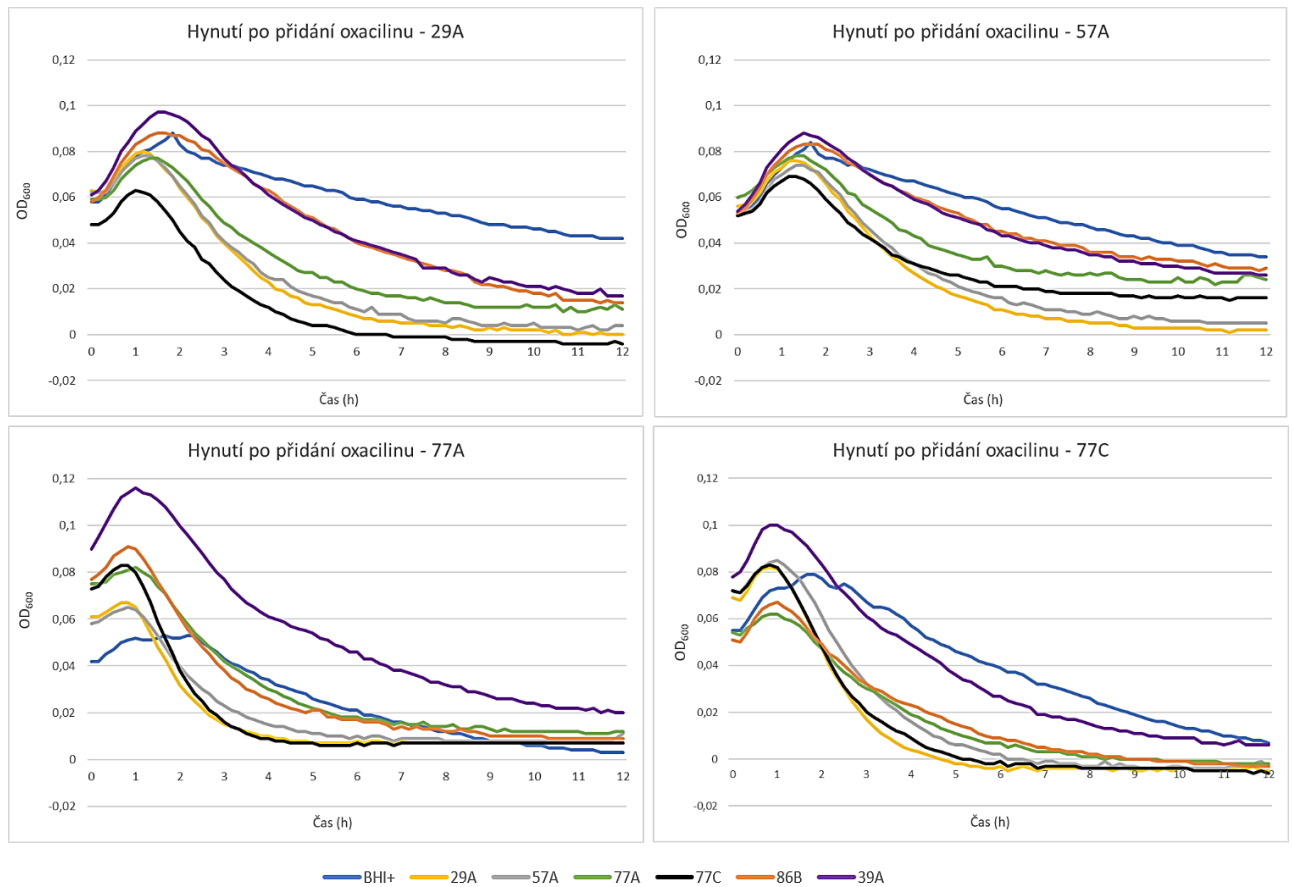 Hynutí po přidání oxacilinu - 29A
0,12
0,1
0,08
0,06
0,04
0,02
0
-0,02
OD600
0 1 2 3 4 5 6 7 8 9 10 11 12
Čas (h)
Hynutí po přidání oxacilinu - 57A
0,12
0,1
0,08
0,06
0,04
0,02
0
-0,02
OD600
0 1 2 3 4 5 6 7 8 9 10 11 12
Čas (h)
Hynutí po přidání oxacilinu - 77A
0,12
0,1
0,08
0,06
0,04
0,02
0
-0,02
OD600
0 1 2 3 4 5 6 7 8 9 10 11 12
Čas (h)
Hynutí po přidání oxacilinu - 77C
0,12
0,1
0,08
0,06
0,04
0,02
0
-0,02
OD600
0 1 2 3 4 5 6 7 8 9 10 11 12
Čas (h)
BHI+ 29A 57A 77A 77C 86B 39A